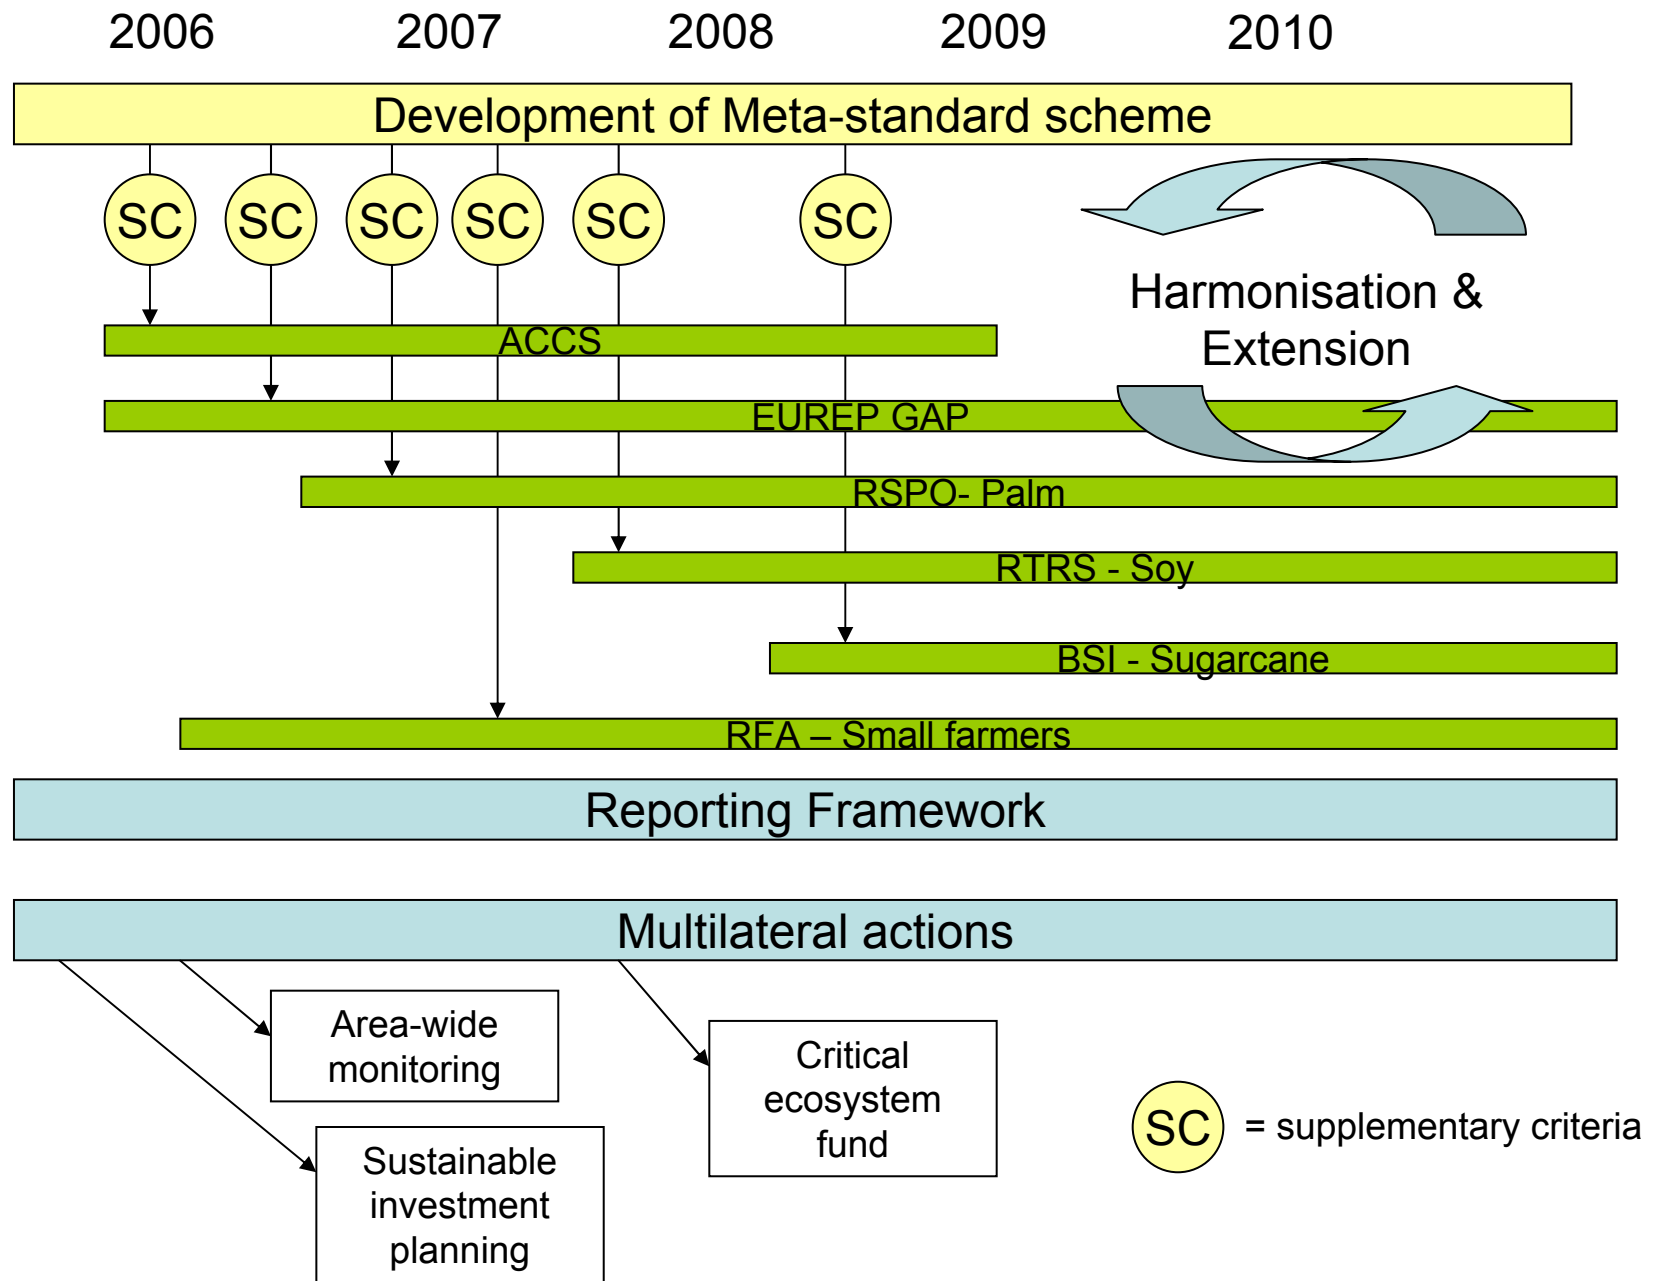 2006 2007 2008 2009 2010
Development of Meta-standard scheme
SC SC SC SC SC SC
Harmonisation &
Extension
ACCS
EUREP GAP
RSPO- Palm
RTRS - Soy
BSI - Sugarcane
RFA – Small farmers
Reporting Framework
Multilateral actions
Area-wide
monitoring
Sustainable
investment
planning
Critical
ecosystem
fund
SC = supplementary criteria